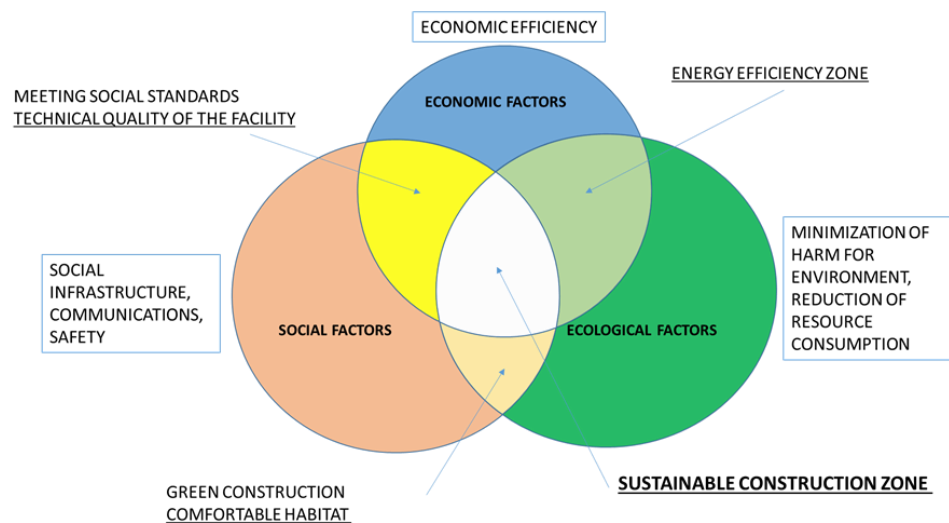 ECONOMIC EFFICIENCY
ENERGY EFFICIENCY ZONE
MEETING SOCIAL STANDARDS
TECHNICAL QUALITY OF THE FACILITY
ECONOMIC FACTORS
SOCIAL
INFRASTRUCTURE,
COMMUNICATIONS,
SAFETY
SOCIAL FACTORS
ECOLOGICAL FACTORS
MINIMIZATION OF
HARM FOR
ENVIRONMENT,
REDUCTION OF
RESOURCE
CONSUMPTION
GREEN CONSTRUCTION
COMFORTABLE HABITAT
SUSTAINABLE CONSTRUCTION ZONE